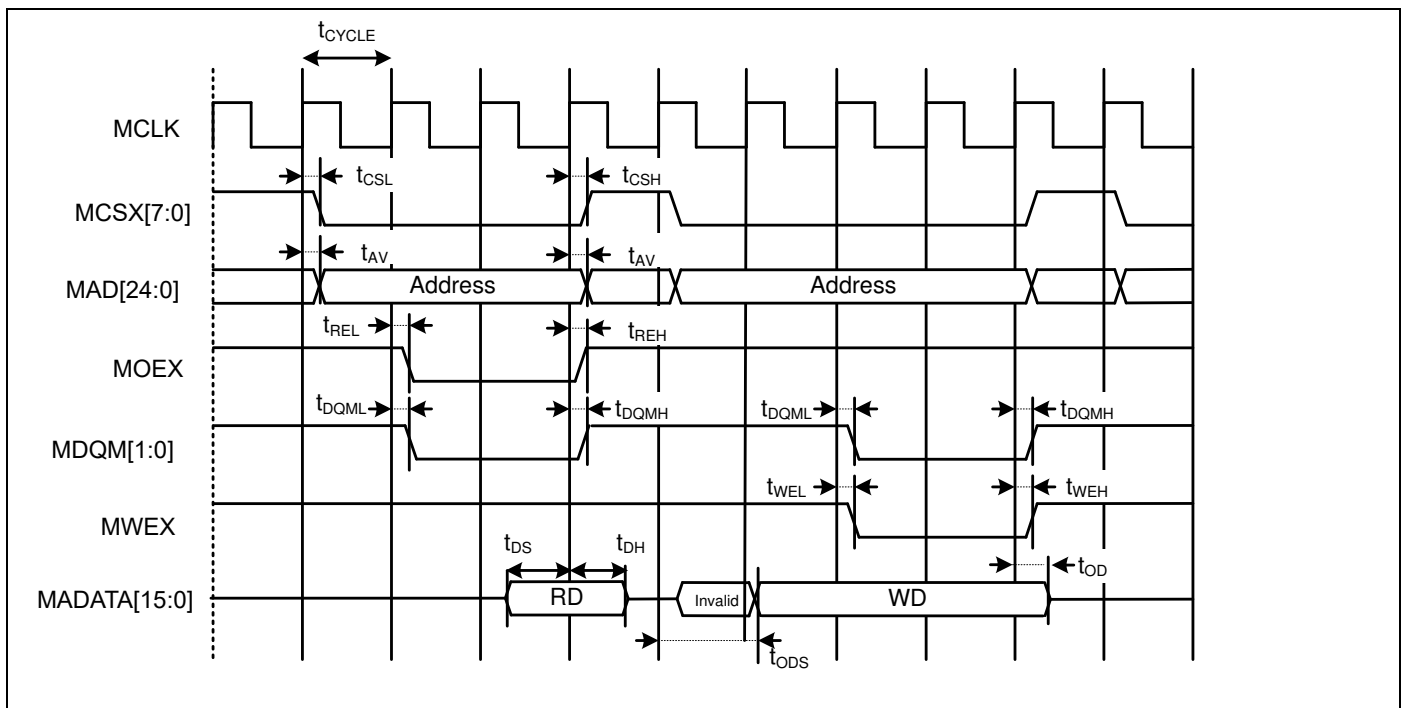 tCYCLE
MCLK
tCSL tCSH
MCSX[7:0]
tAV tAV
MAD[24:0] Address Address
tREL tREH
MOEX
tDQML tDQMH tDQML tDQMH
MDQM[1:0]
tWEL tWEH
MWEX
tDS tDH
tOD
MADATA[15:0] RD Invalid WD
tODS